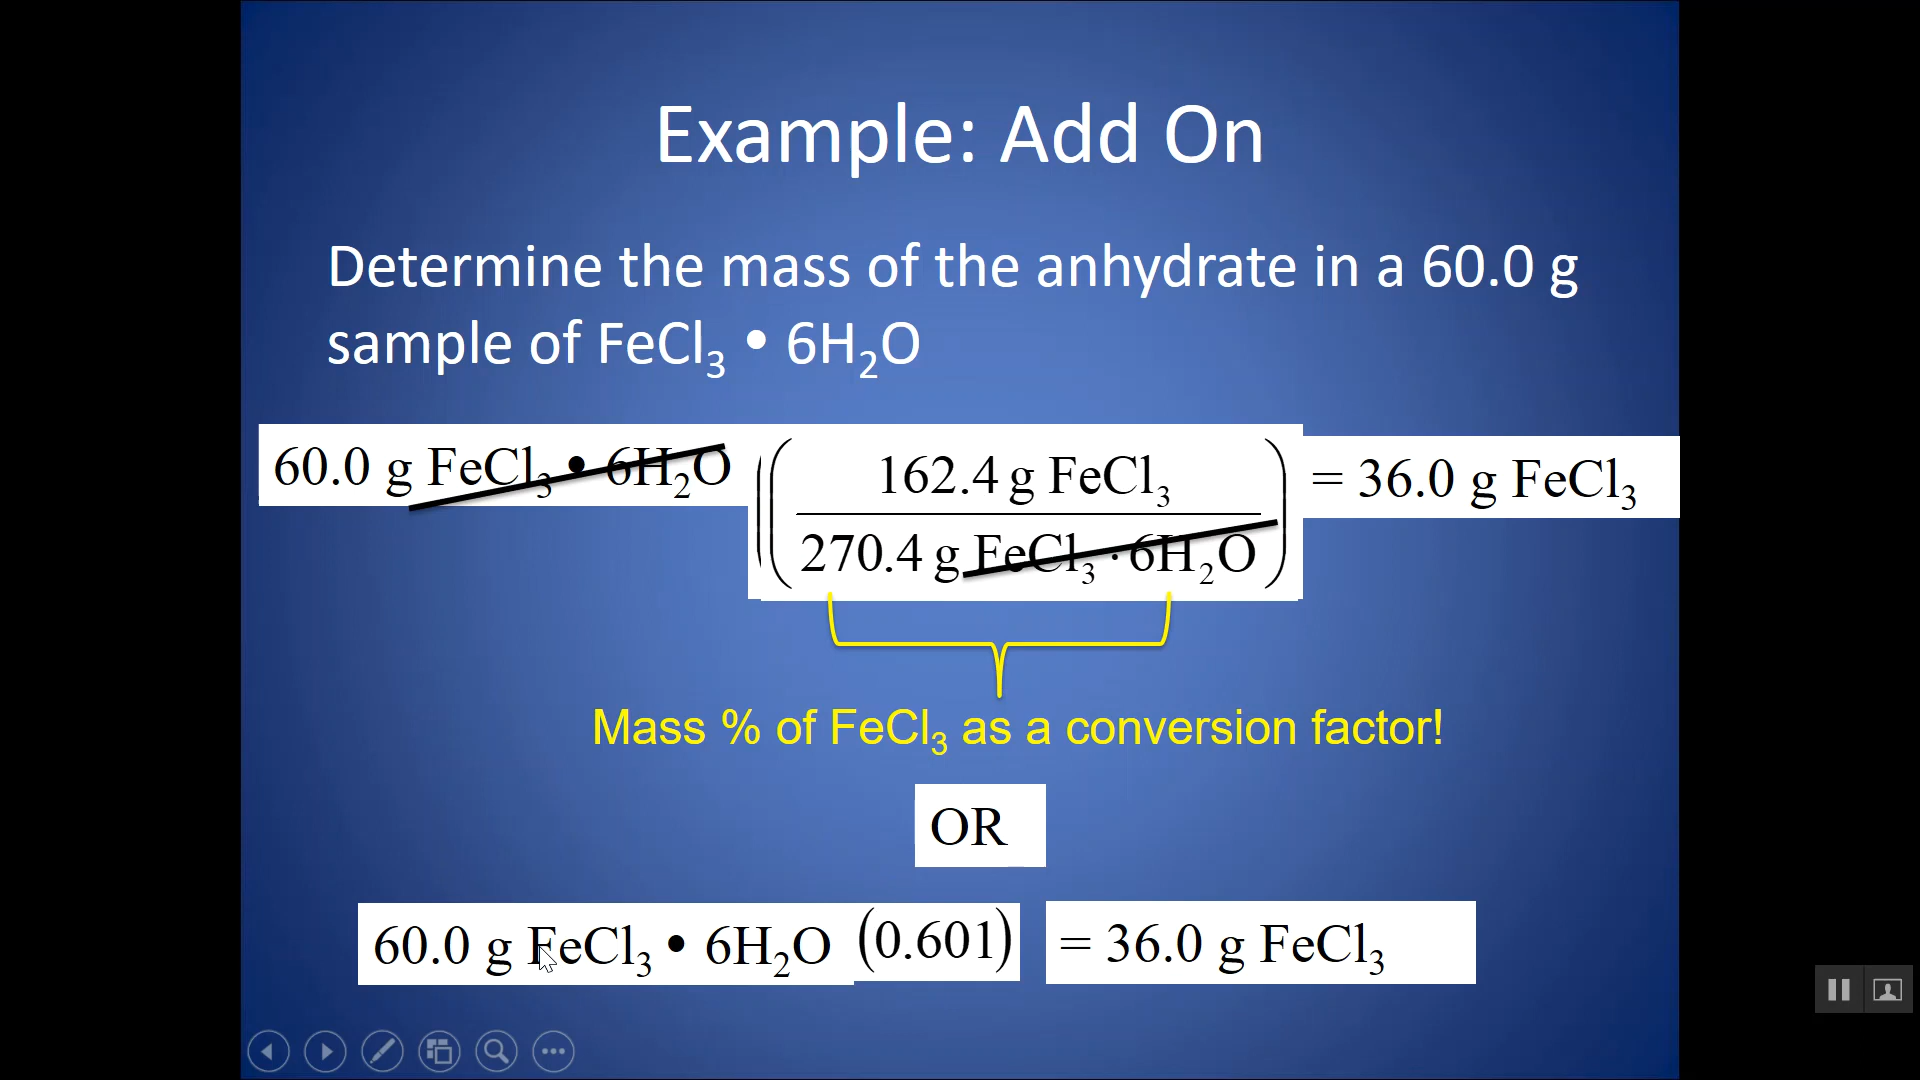 Example: Add On
Determine the mass of the anhydrate in a 60.0 g
sample of FeCl₃ • 6H₂O
60.0 g FeCl₃ • 6H₂O
162.4 g FeCl₃
270.4 g FeCl₃ · 6H₂O
= 36.0 g FeCl₃
Mass % of FeCl₃ as a conversion factor!
OR
60.0 g FeCl₃ • 6H₂O (0.601) = 36.0 g FeCl₃